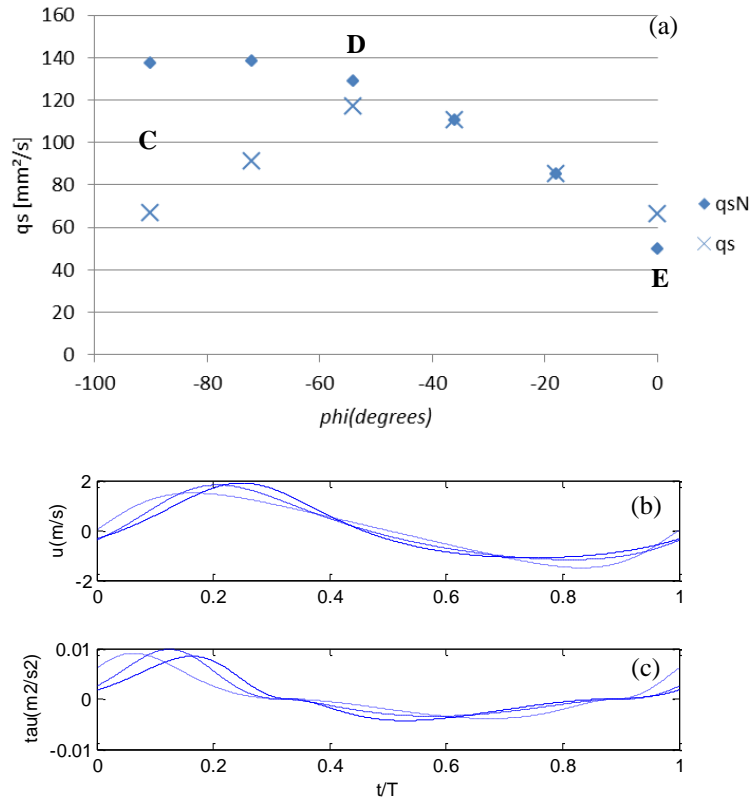 (a)
160
140
120
100
80
60
40
20
0
qs [mm²/s]
C
D
E
-100
-80
-60
-40
-20
0
phi(degrees)
qsN
qs
(b)
2
0
-2
u(m/s)
0
0.2
0.4
0.6
0.8
1
(c)
0.01
0
-0.01
tau(m2/s2)
0
0.2
0.4
0.6
0.8
1
t/T